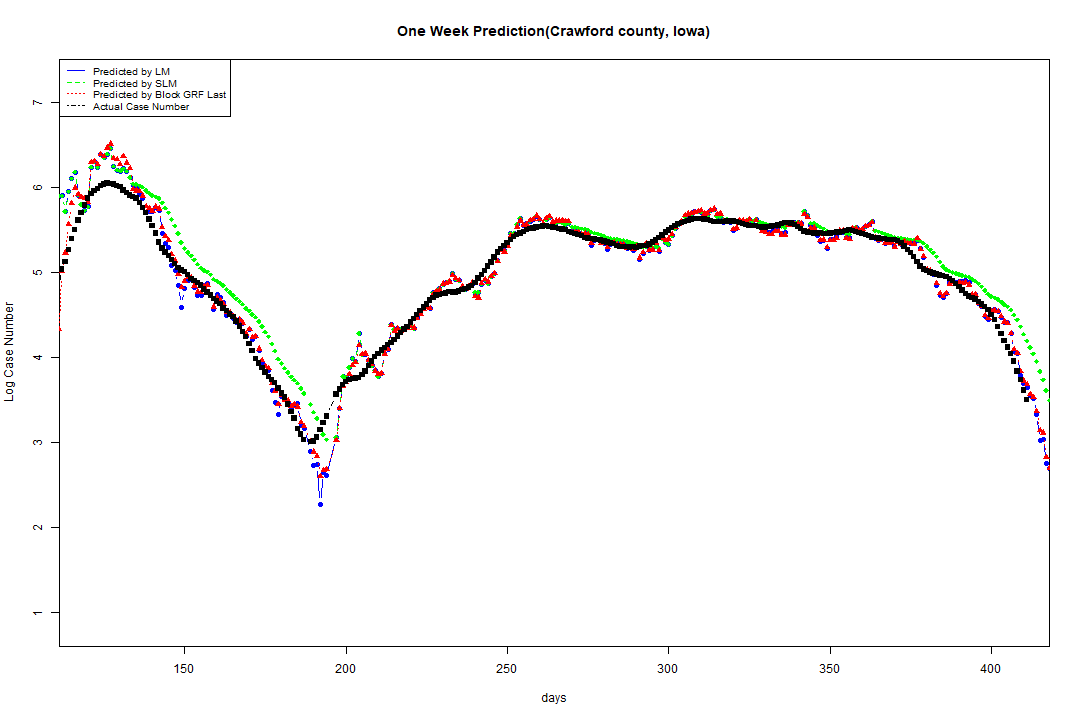 One Week Prediction(Crawford county, Iowa)
Predicted by LM
Predicted by SLM
Predicted by Block GRF Last
Actual Case Number
Log Case Number
7
6
5
4
3
2
1
150 200 250 300 350 400
days